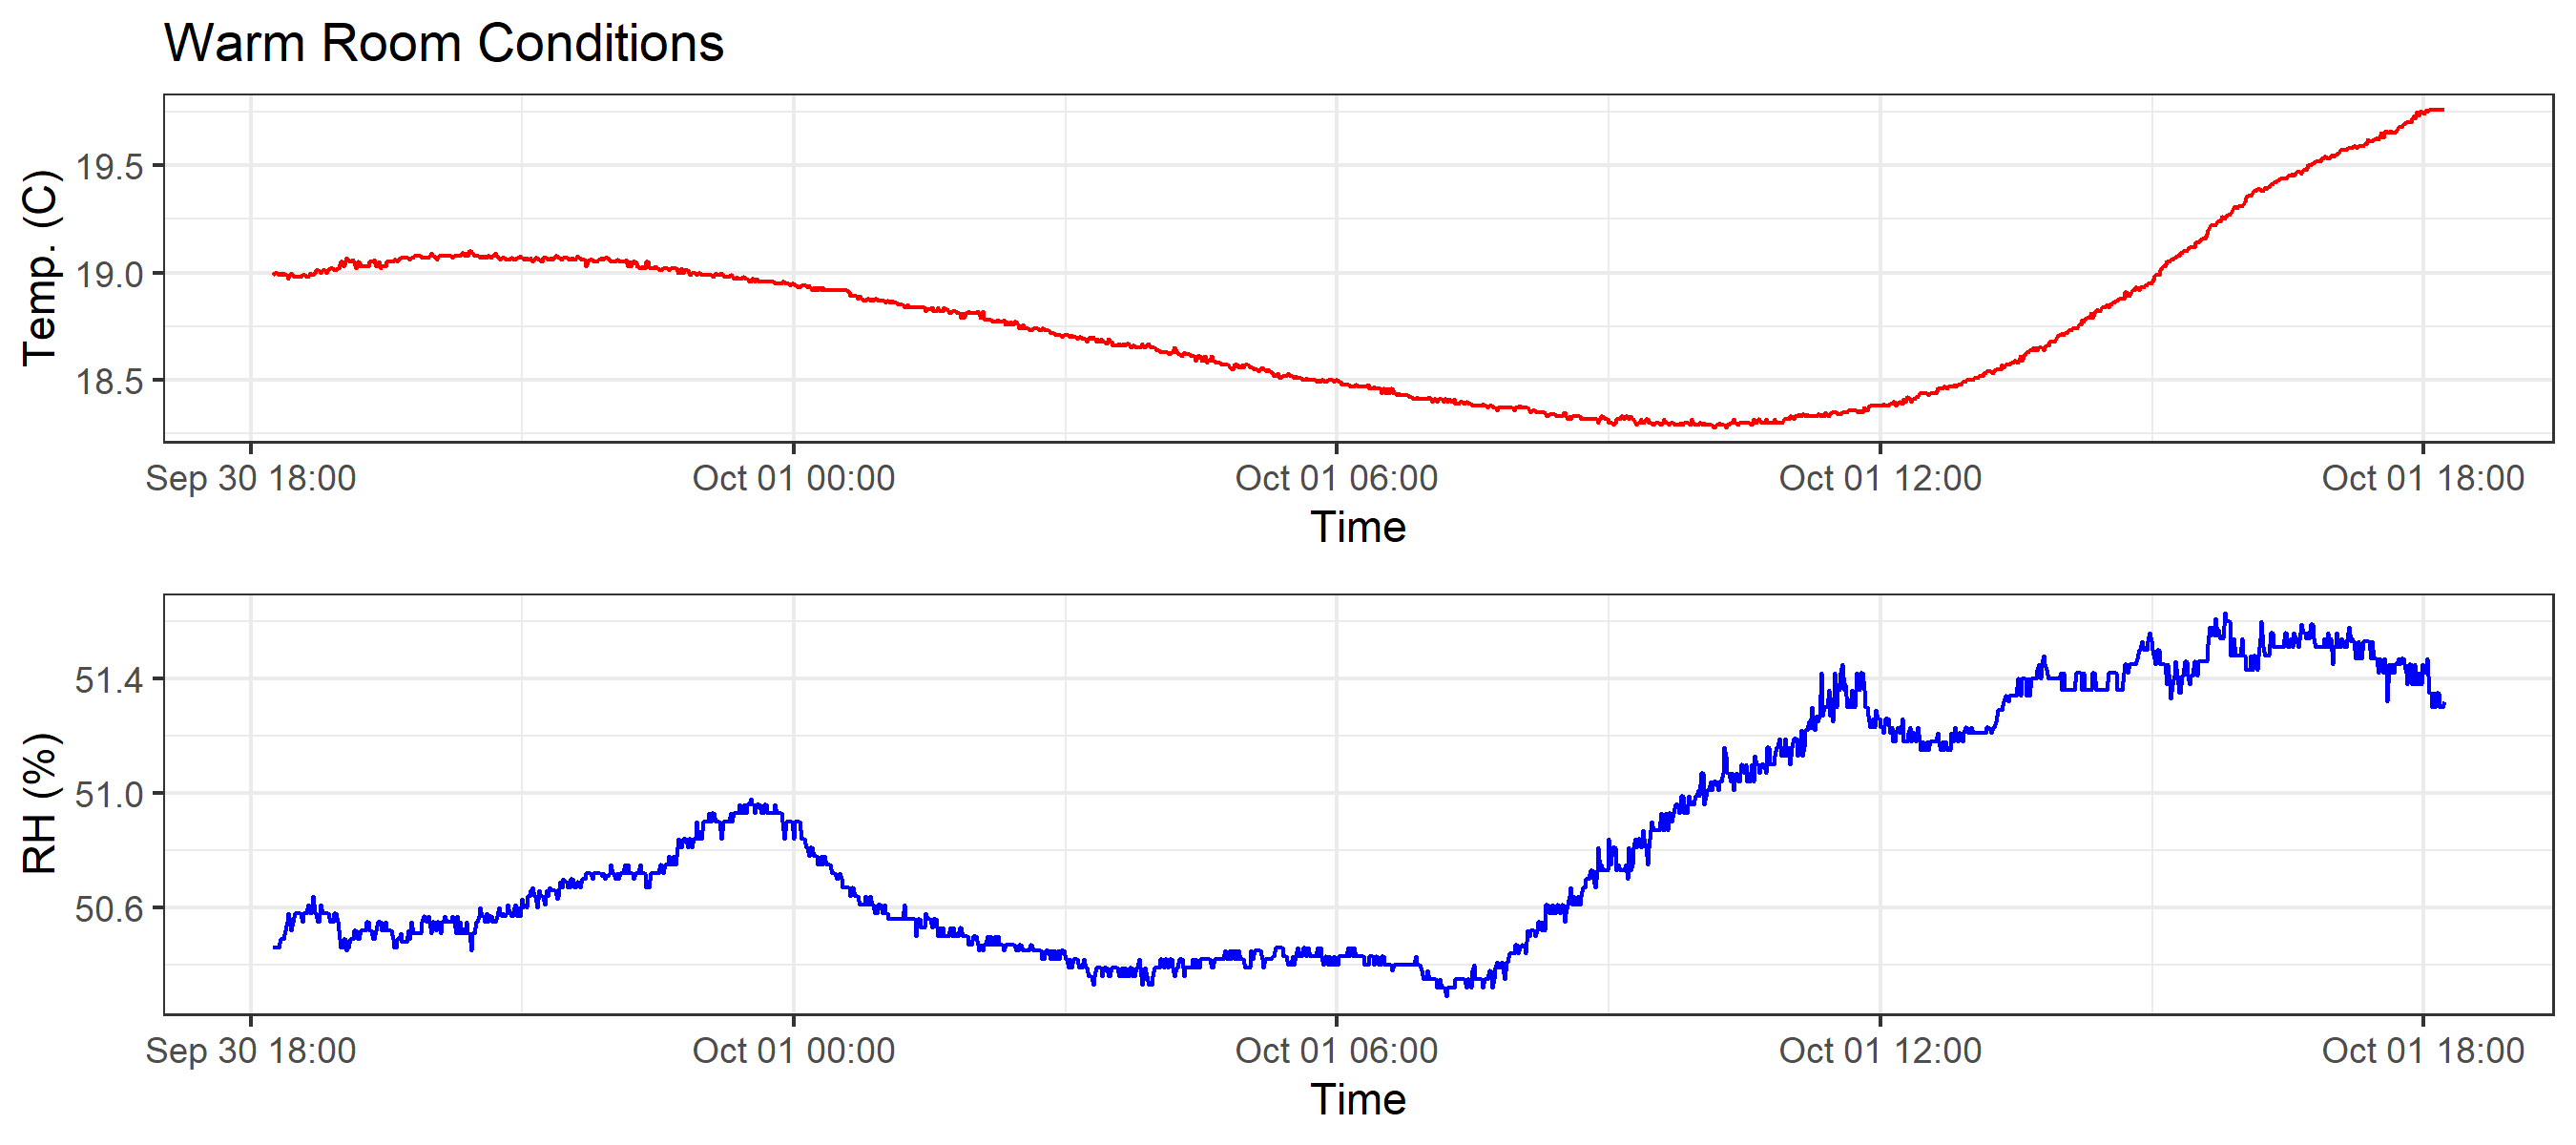 Warm Room Conditions
Temp. (C)
19.5
19.0
18.5
Sep 30 18:00 Oct 01 00:00 Oct 01 06:00 Oct 01 12:00 Oct 01 18:00
Time
RH (%)
51.4
51.0
50.6
Sep 30 18:00 Oct 01 00:00 Oct 01 06:00 Oct 01 12:00 Oct 01 18:00
Time